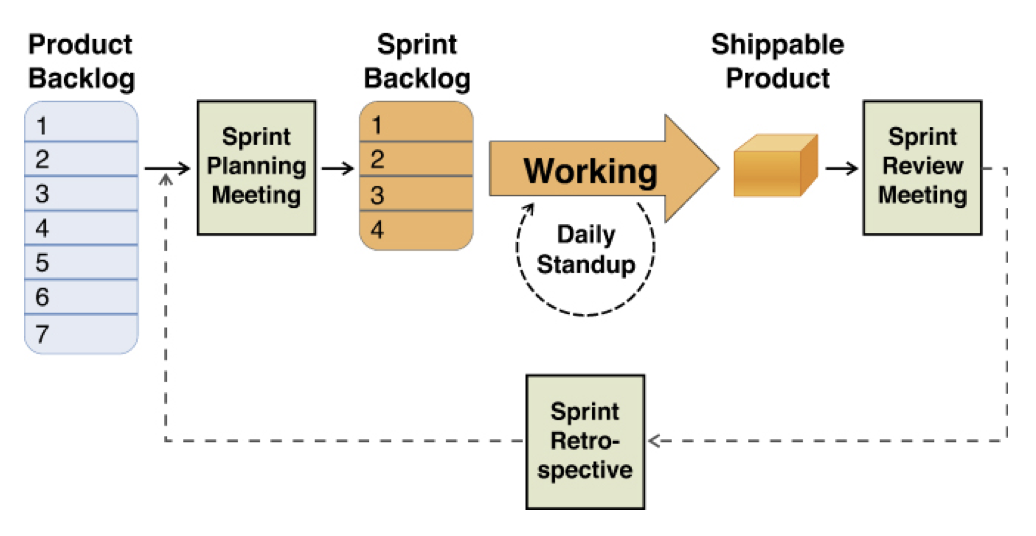 Product
Backlog
1
2
3
4
5
6
7
Sprint
Planning
Meeting
Sprint
Backlog
1
2
3
4
Working
Daily
Standup
Shippable
Product
Sprint
Review
Meeting
Sprint
Retro-
spective